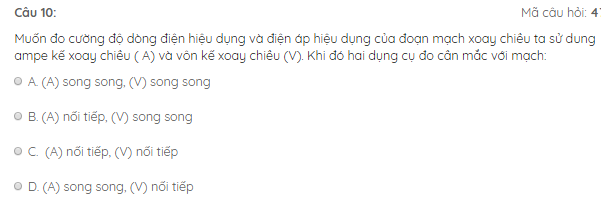 Câu 10: Mã câu hỏi: 4
Muốn đo cường độ dòng điện hiệu dụng và điện áp hiệu dụng của đoạn mạch xoay chiều ta sử dung
ampe kế xoay chiều ( A) và vôn kế xoay chiều (V). Khi đó hai dụng cụ đo cân mắc với mạch:
A. (A) song song, (V) song song
B. (A) nối tiếp, (V) song song
C. (A) nối tiếp, (V) nối tiếp
D. (A) song song, (V) nối tiếp